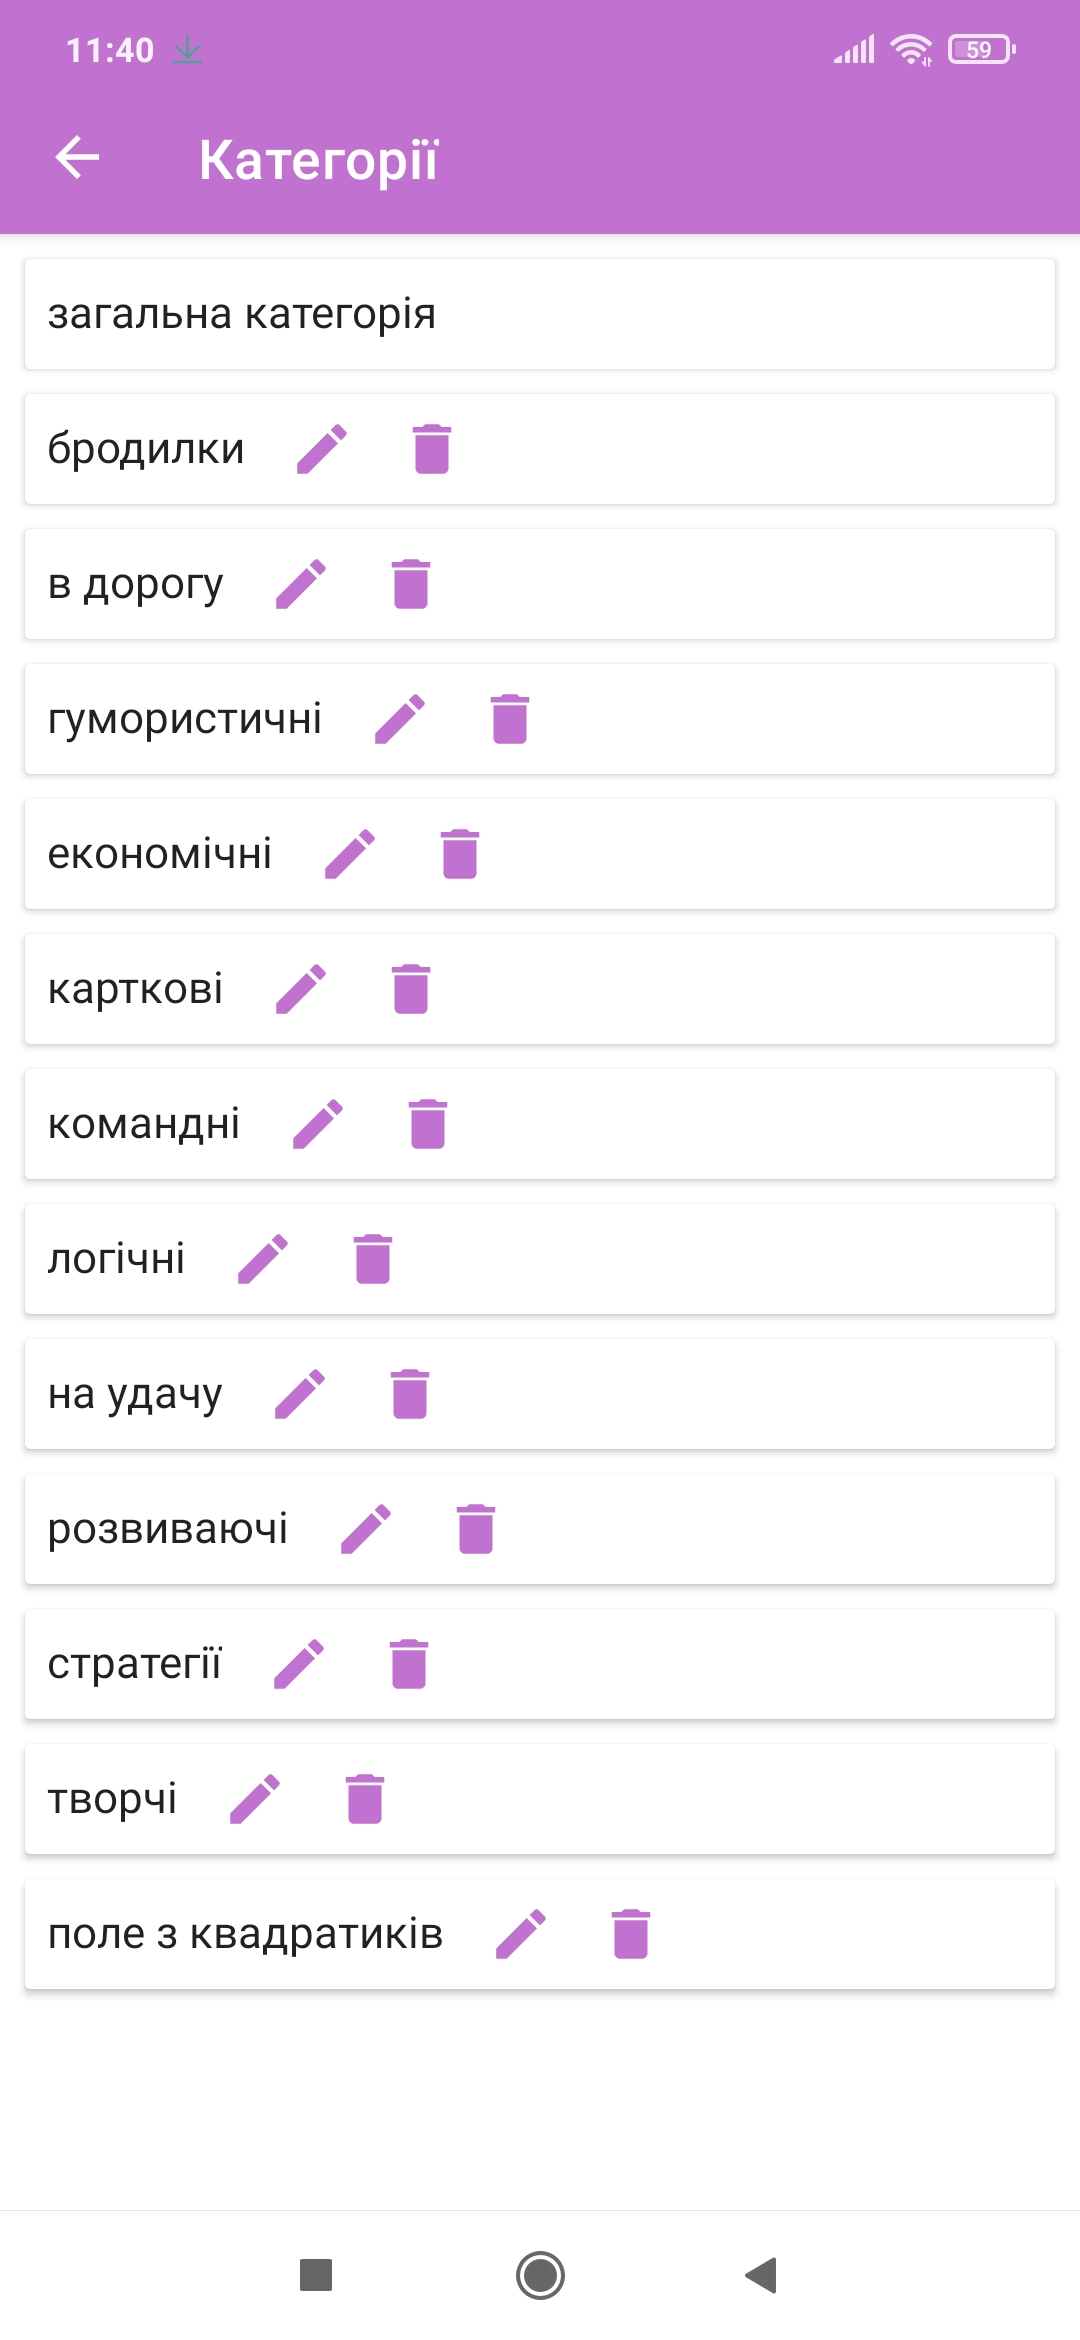 11:40
59
Категорії
загальна категорія
бродилки
в дорогу
гумористичні
економічні
карткові
командні
логічні
на удачу
розвиваючі
стратегії
творчі
поле з квадратиків